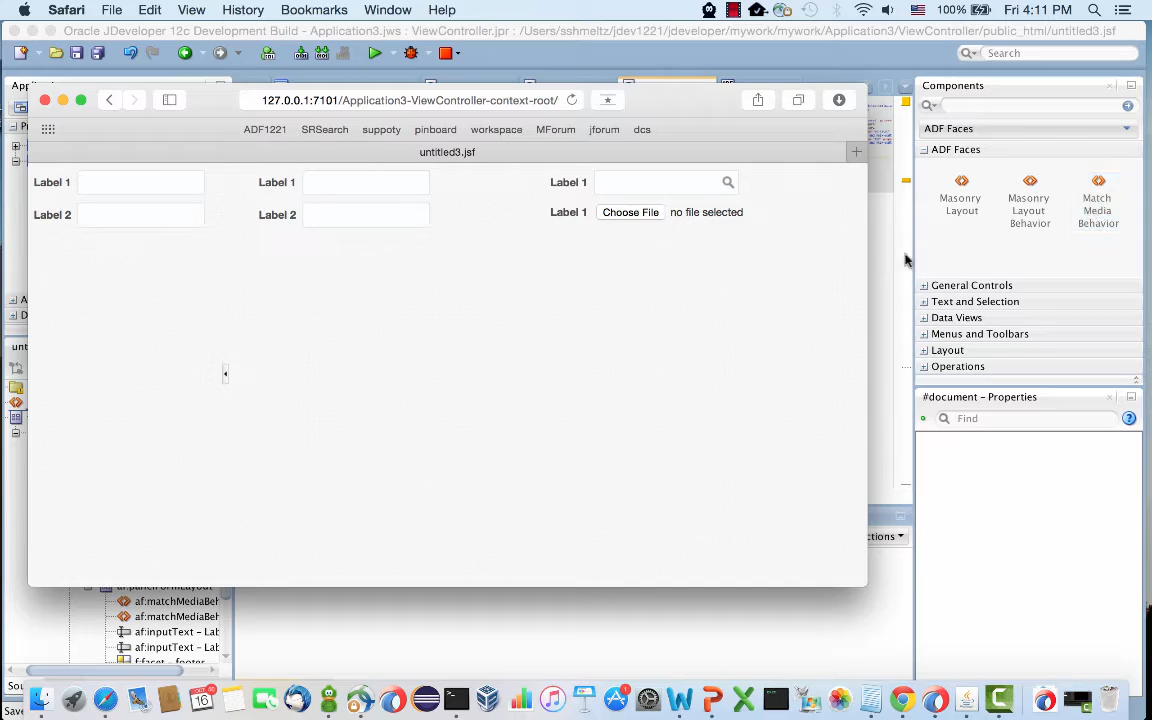 Safari File Edit View History Bookmarks Window Help 100% Fri 4:11 PM
Oracle JDeveloper 12c Development Build - Application3.jws : ViewController.jpr : /Users/sshmeltz/jdev1221/jdeveloper/mywork/mywork/Application3/ViewController/public_html/untitled3.jsf
Search
Components
127.0.0.1:7101/Application3-ViewController-context-root/
ADF1221 SRSearch suppoty pinboard workspace MForum jforum dcs
ADF Faces
untitled3.jsf
ADF Faces
Label 1 Label 1 Label 1
Label 2 Label 2 Label 1 Choose File no file selected
Masonry Layout
Masonry Layout Behavior
Match Media Behavior
General Controls
Text and Selection
Data Views
Menus and Toolbars
Layout
Operations
#document - Properties
Find
af:matchMediaBeh
af:matchMediaBeh
af:inputText - Lab
af:inputText - Lab
f:facet - footer